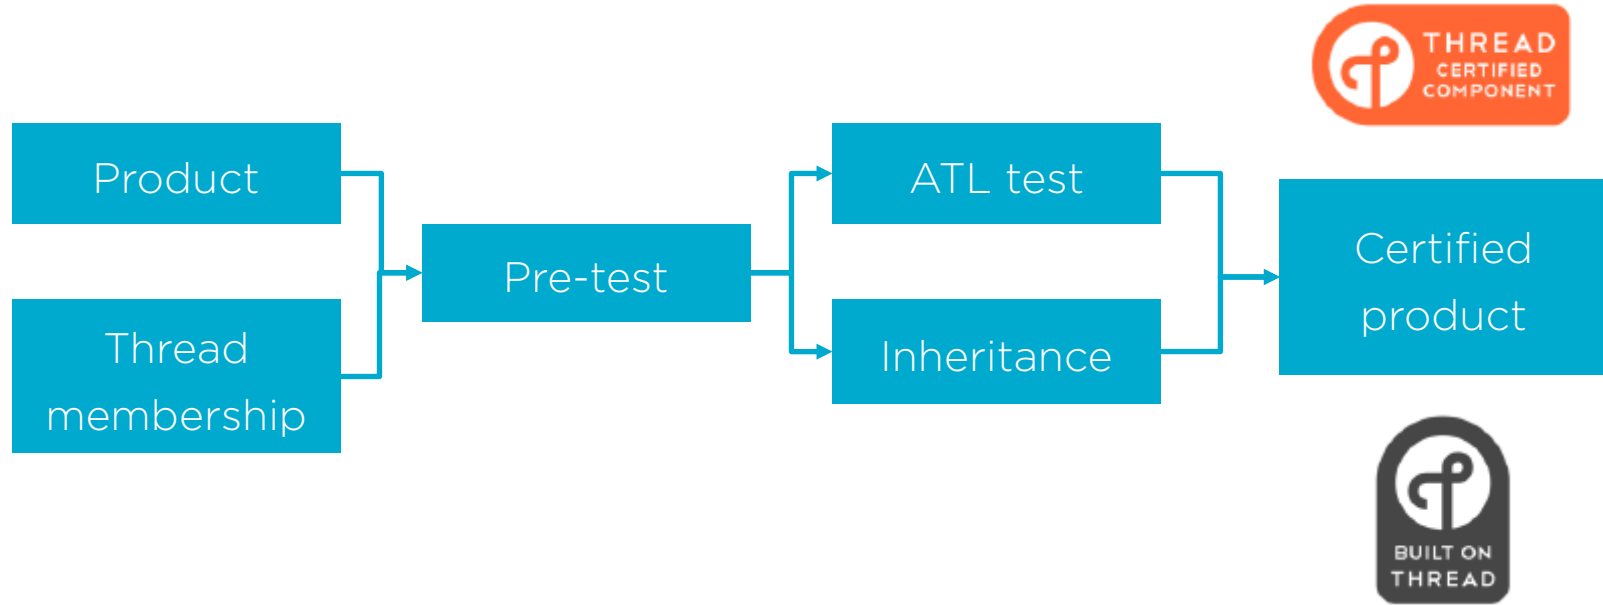 THREAD
CERTIFIED
COMPONENT
Product
ATL test
Certified
product
Pre-test
Thread
membership
Inheritance
BUILT ON
THREAD